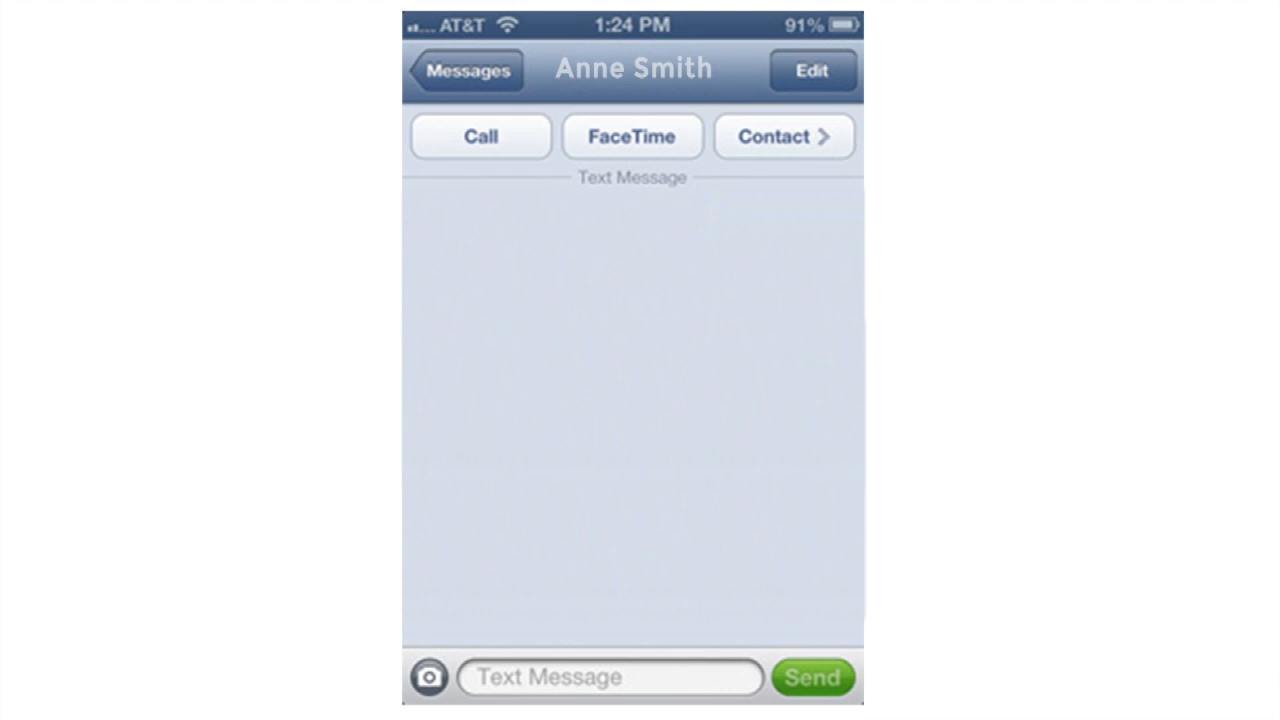 AT&T 1:24 PM 91%
Messages Anne Smith Edit
Call FaceTime Contact
Text Message
Text Message Send